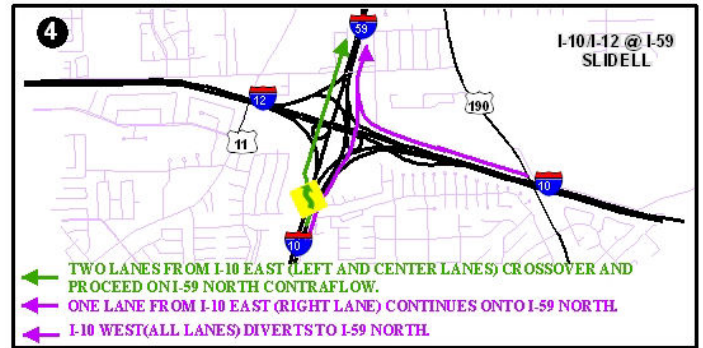 4
59
I-10/I-12 @ I-59
SLIDELL
12
190
11
10
10
TWO LANES FROM I-10 EAST (LEFT AND CENTER LANES) CROSSOVER AND
PROCEED ON I-59 NORTH CONTRAFLOW.
ONE LANE FROM I-10 EAST (RIGHT LANE) CONTINUES ONTO I-59 NORTH.
I-10 WEST(ALL LANES) DIVERTS TO I-59 NORTH.